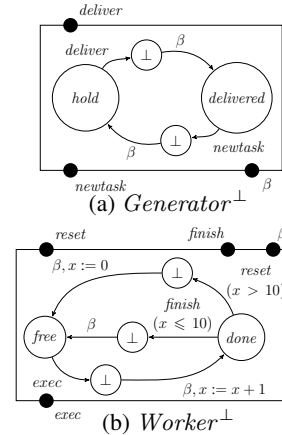 deliver
deliver
⊥
β
hold
delivered
β
⊥
newtask
newtask
β
(a) Generator⊥
reset
finish
β
β, x := 0
⊥
reset
(x > 10)
finish
(x ⩽ 10)
free
β
⊥
done
exec
⊥
β, x := x + 1
exec
(b) Worker⊥